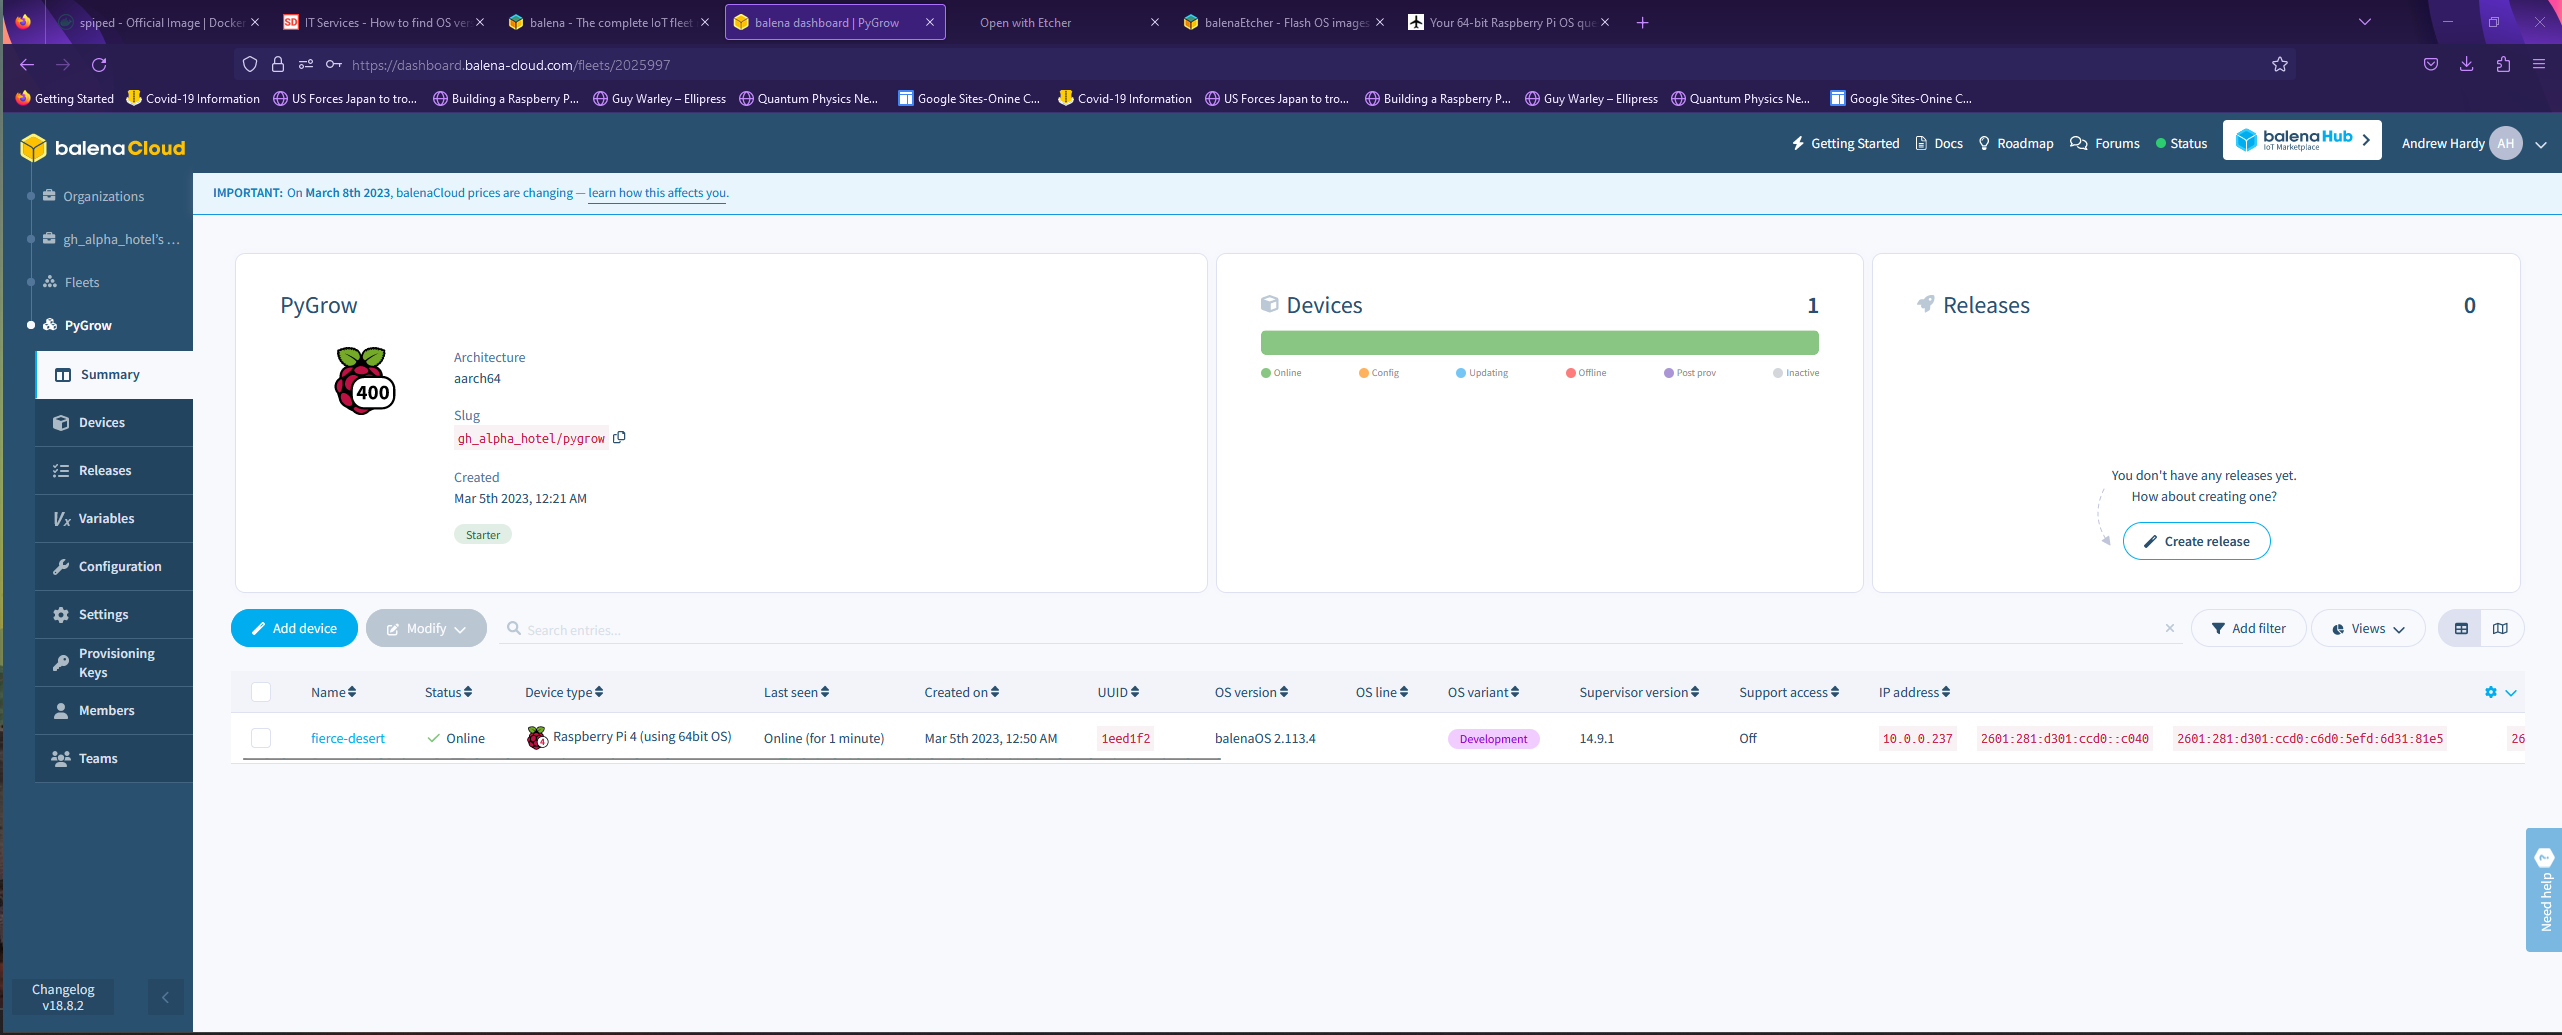 spiped - Official Image | Docker
IT Services - How to find OS ver
balena - The complete IoT fleet
balena dashboard | PyGrow
Open with Etcher
balenaEtcher - Flash OS images
Your 64-bit Raspberry Pi OS que
https://dashboard.balena-cloud.com/fleets/2025997
Getting Started
Covid-19 Information
US Forces Japan to tro...
Building a Raspberry P...
Guy Warley – Ellipress
Quantum Physics Ne...
Google Sites-Onine C...
Covid-19 Information
US Forces Japan to tro...
Building a Raspberry P...
Guy Warley – Ellipress
Quantum Physics Ne...
Google Sites-Onine C...
balenaCloud
Getting Started
Docs
Roadmap
Forums
Status
balenaHub
IoT Marketplace
Andrew Hardy
AH
Organizations
gh_alpha_hotel's ...
Fleets
PyGrow
Summary
Devices
Releases
Variables
Configuration
Settings
Provisioning
Keys
Members
Teams
Changelog
v18.8.2
IMPORTANT: On March 8th 2023, balenaCloud prices are changing — learn how this affects you.
PyGrow
400
Architecture
aarch64
Slug
gh_alpha_hotel/pygrow
Created
Mar 5th 2023, 12:21 AM
Starter
Devices 1
Online Config Updating Offline Post prov Inactive
Releases 0
You don't have any releases yet.
How about creating one?
Create release
Add device
Modify
Search entries...
Add filter
Views
Name Status Device type Last seen Created on UUID OS version OS line OS variant Supervisor version Support access IP address
fierce-desert Online 4 Raspberry Pi 4 (using 64bit OS) Online (for 1 minute) Mar 5th 2023, 12:50 AM 1eed1f2 balenaOS 2.113.4 Development 14.9.1 Off 10.0.0.237 2601:281:d301:ccd0::c040 2601:281:d301:ccd0:c6d0:5efd:6d31:81e5 26
Need help
?